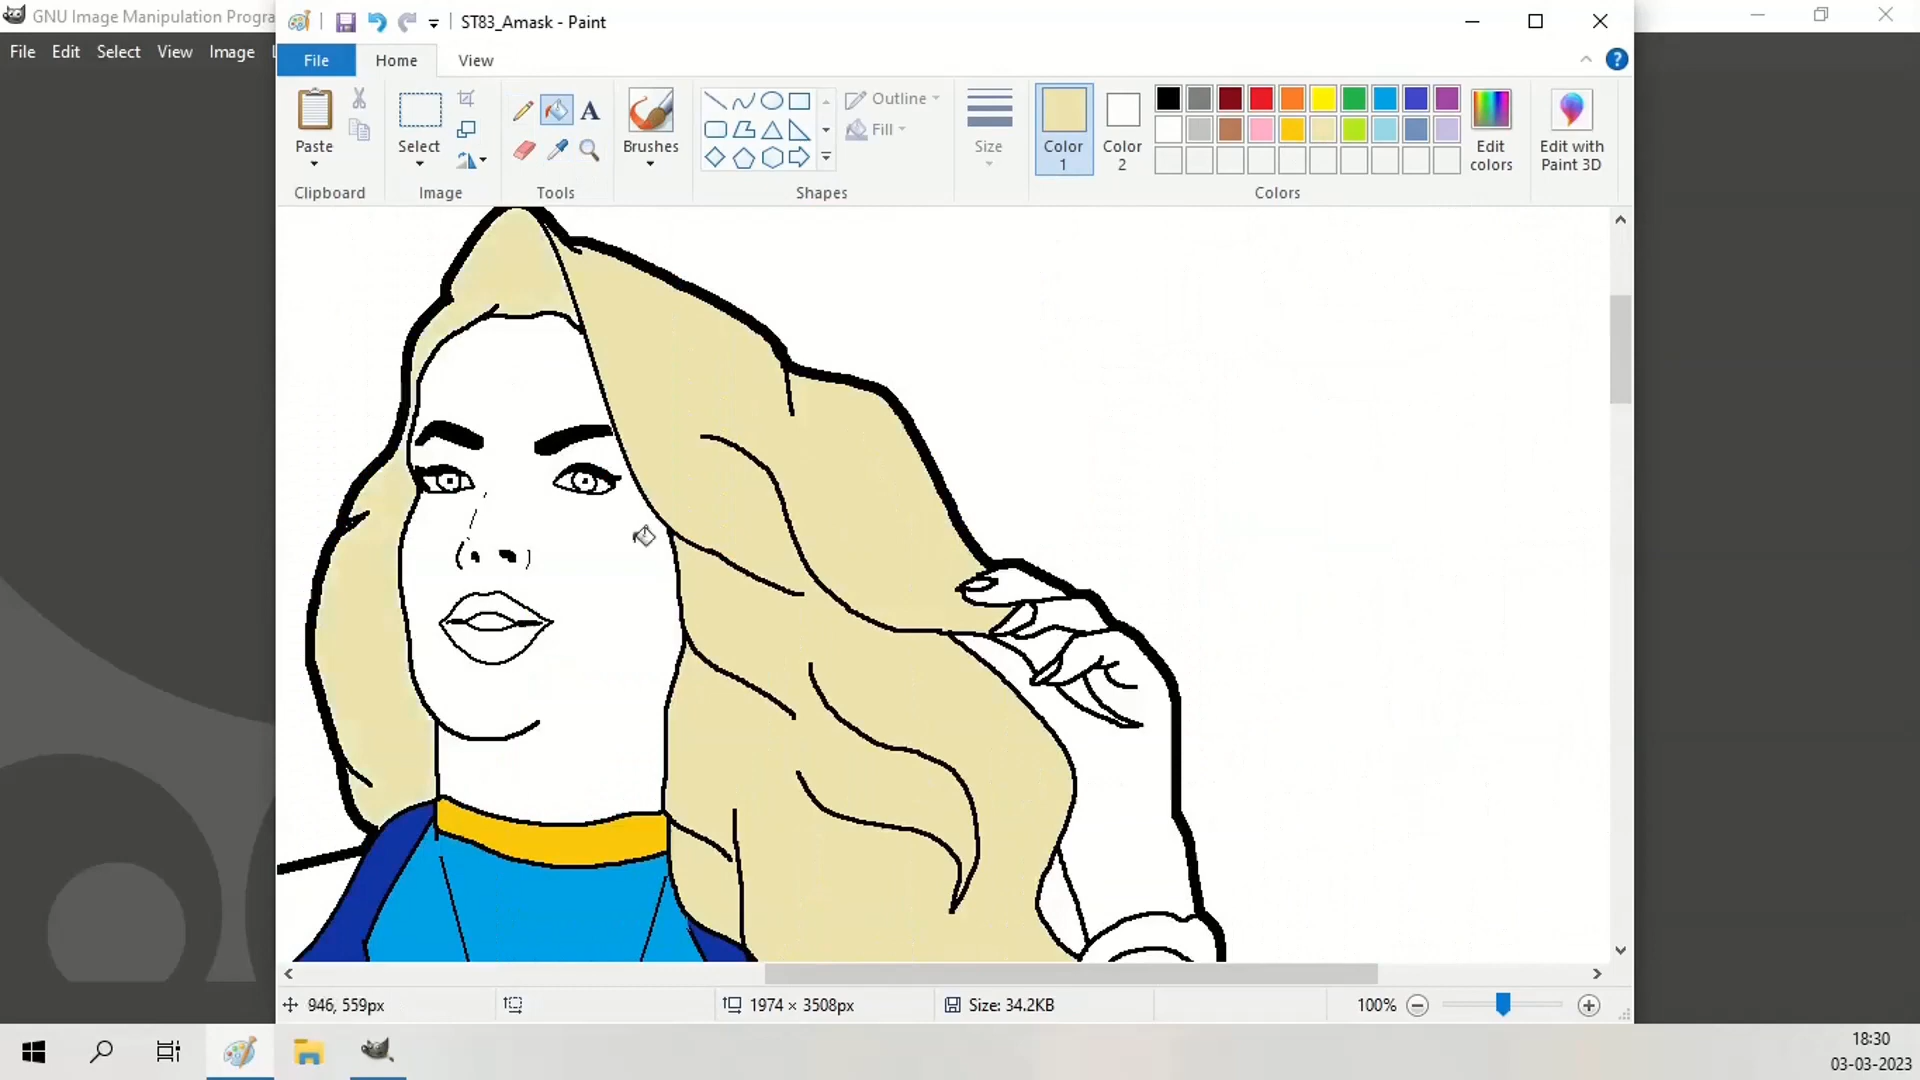 GNU Image Manipulation Progra
ST83_Amask - Paint
File Edit Select View Image
File Home View
Paste
Select
Brushes
Outline
Fill
Size
Color 1
Color 2
Edit colors
Edit with Paint 3D
Clipboard
Image
Tools
Shapes
Colors
946, 559px
1974 × 3508px
Size: 34.2KB
100%
18:30
03-03-2023